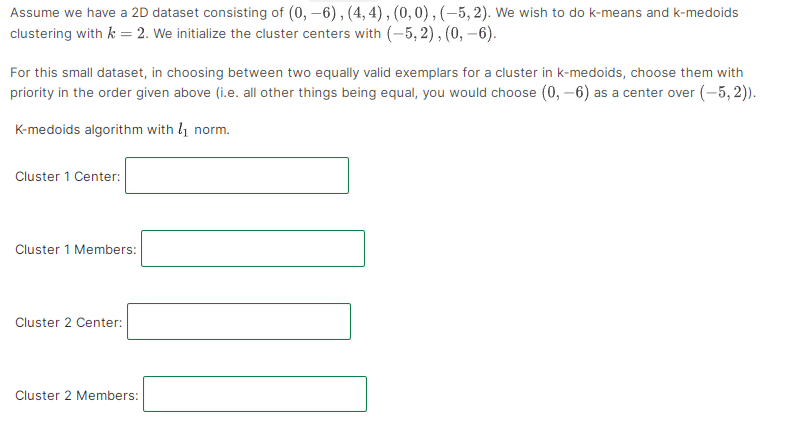 Assume we have a 2D dataset consisting of (0, −6) , (4, 4) , (0, 0) , (−5, 2). We wish to do k-means and k-medoids
clustering with k = 2. We initialize the cluster centers with (−5, 2) , (0, −6).
For this small dataset, in choosing between two equally valid exemplars for a cluster in k-medoids, choose them with
priority in the order given above (i.e. all other things being equal, you would choose (0, −6) as a center over (−5, 2)).
K-medoids algorithm with l₁ norm.
Cluster 1 Center:
Cluster 1 Members:
Cluster 2 Center:
Cluster 2 Members: